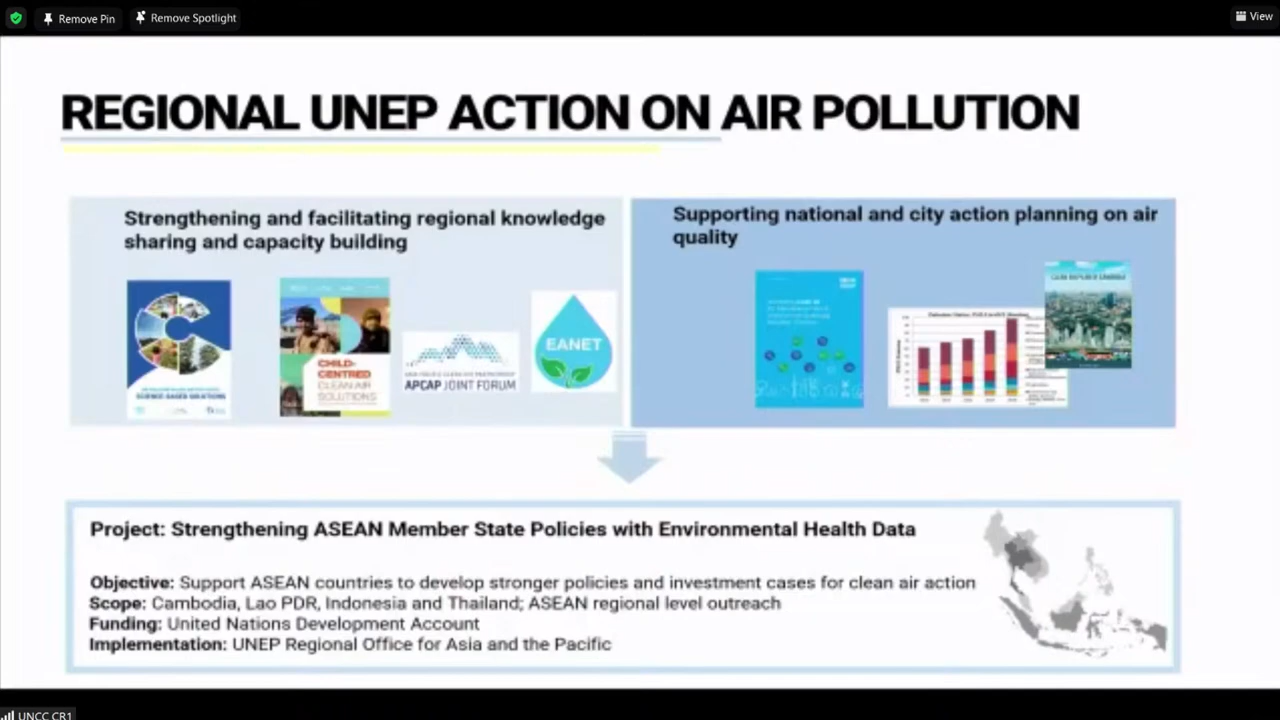 Remove Pin
Remove Spotlight
View
REGIONAL UNEP ACTION ON AIR POLLUTION
Strengthening and facilitating regional knowledge
sharing and capacity building
SCIENCE-BASED SOLUTIONS
CHILD-
CENTRED
CLEAN AIR
SOLUTIONS
APCAP JOINT FORUM
EANET
Supporting national and city action planning on air
quality
Project: Strengthening ASEAN Member State Policies with Environmental Health Data
Objective: Support ASEAN countries to develop stronger policies and investment cases for clean air action
Scope: Cambodia, Lao PDR, Indonesia and Thailand; ASEAN regional level outreach
Funding: United Nations Development Account
Implementation: UNEP Regional Office for Asia and the Pacific
UNCC CR1